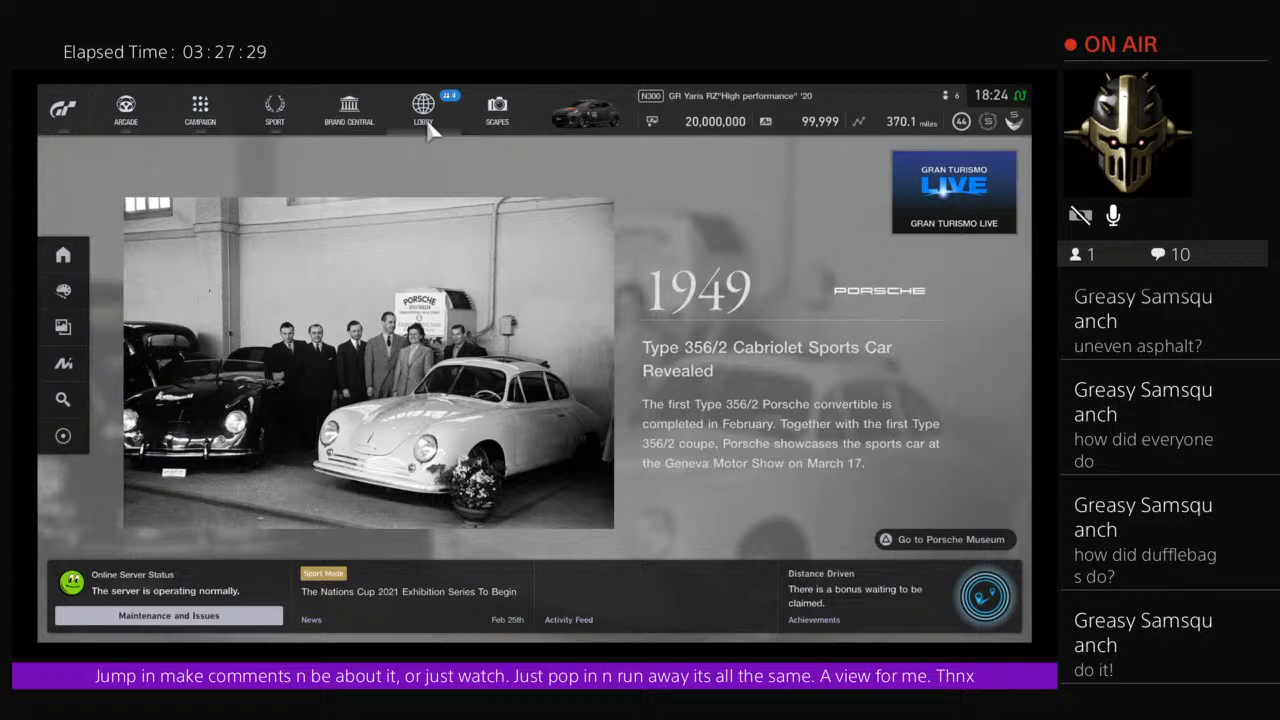 Elapsed Time: 03:27:29
ON AIR
ARCADE
CAMPAIGN
SPORT
BRAND CENTRAL
4
LOBBY
SCAPES
N300 GR Yaris RZ"High performance" '20
6
18:24
20,000,000
99,999
370.1 miles
44
S
S
GRAN TURISMO
LIVE
GRAN TURISMO LIVE
PORSCHE
1949
PORSCHE
Type 356/2 Cabriolet Sports Car
Revealed
The first Type 356/2 Porsche convertible is
completed in February. Together with the first Type
356/2 coupe, Porsche showcases the sports car at
the Geneva Motor Show on March 17.
Go to Porsche Museum
Online Server Status
The server is operating normally.
Maintenance and Issues
Sport Mode
The Nations Cup 2021 Exhibition Series To Begin
News
Feb 25th
Activity Feed
Distance Driven
There is a bonus waiting to be
claimed.
Achievements
1
10
Greasy Samsqu
anch
uneven asphalt?
Greasy Samsqu
anch
how did everyone
do
Greasy Samsqu
anch
how did dufflebag
s do?
Greasy Samsqu
anch
do it!
Jump in make comments n be about it, or just watch. Just pop in n run away its all the same. A view for me. Thnx